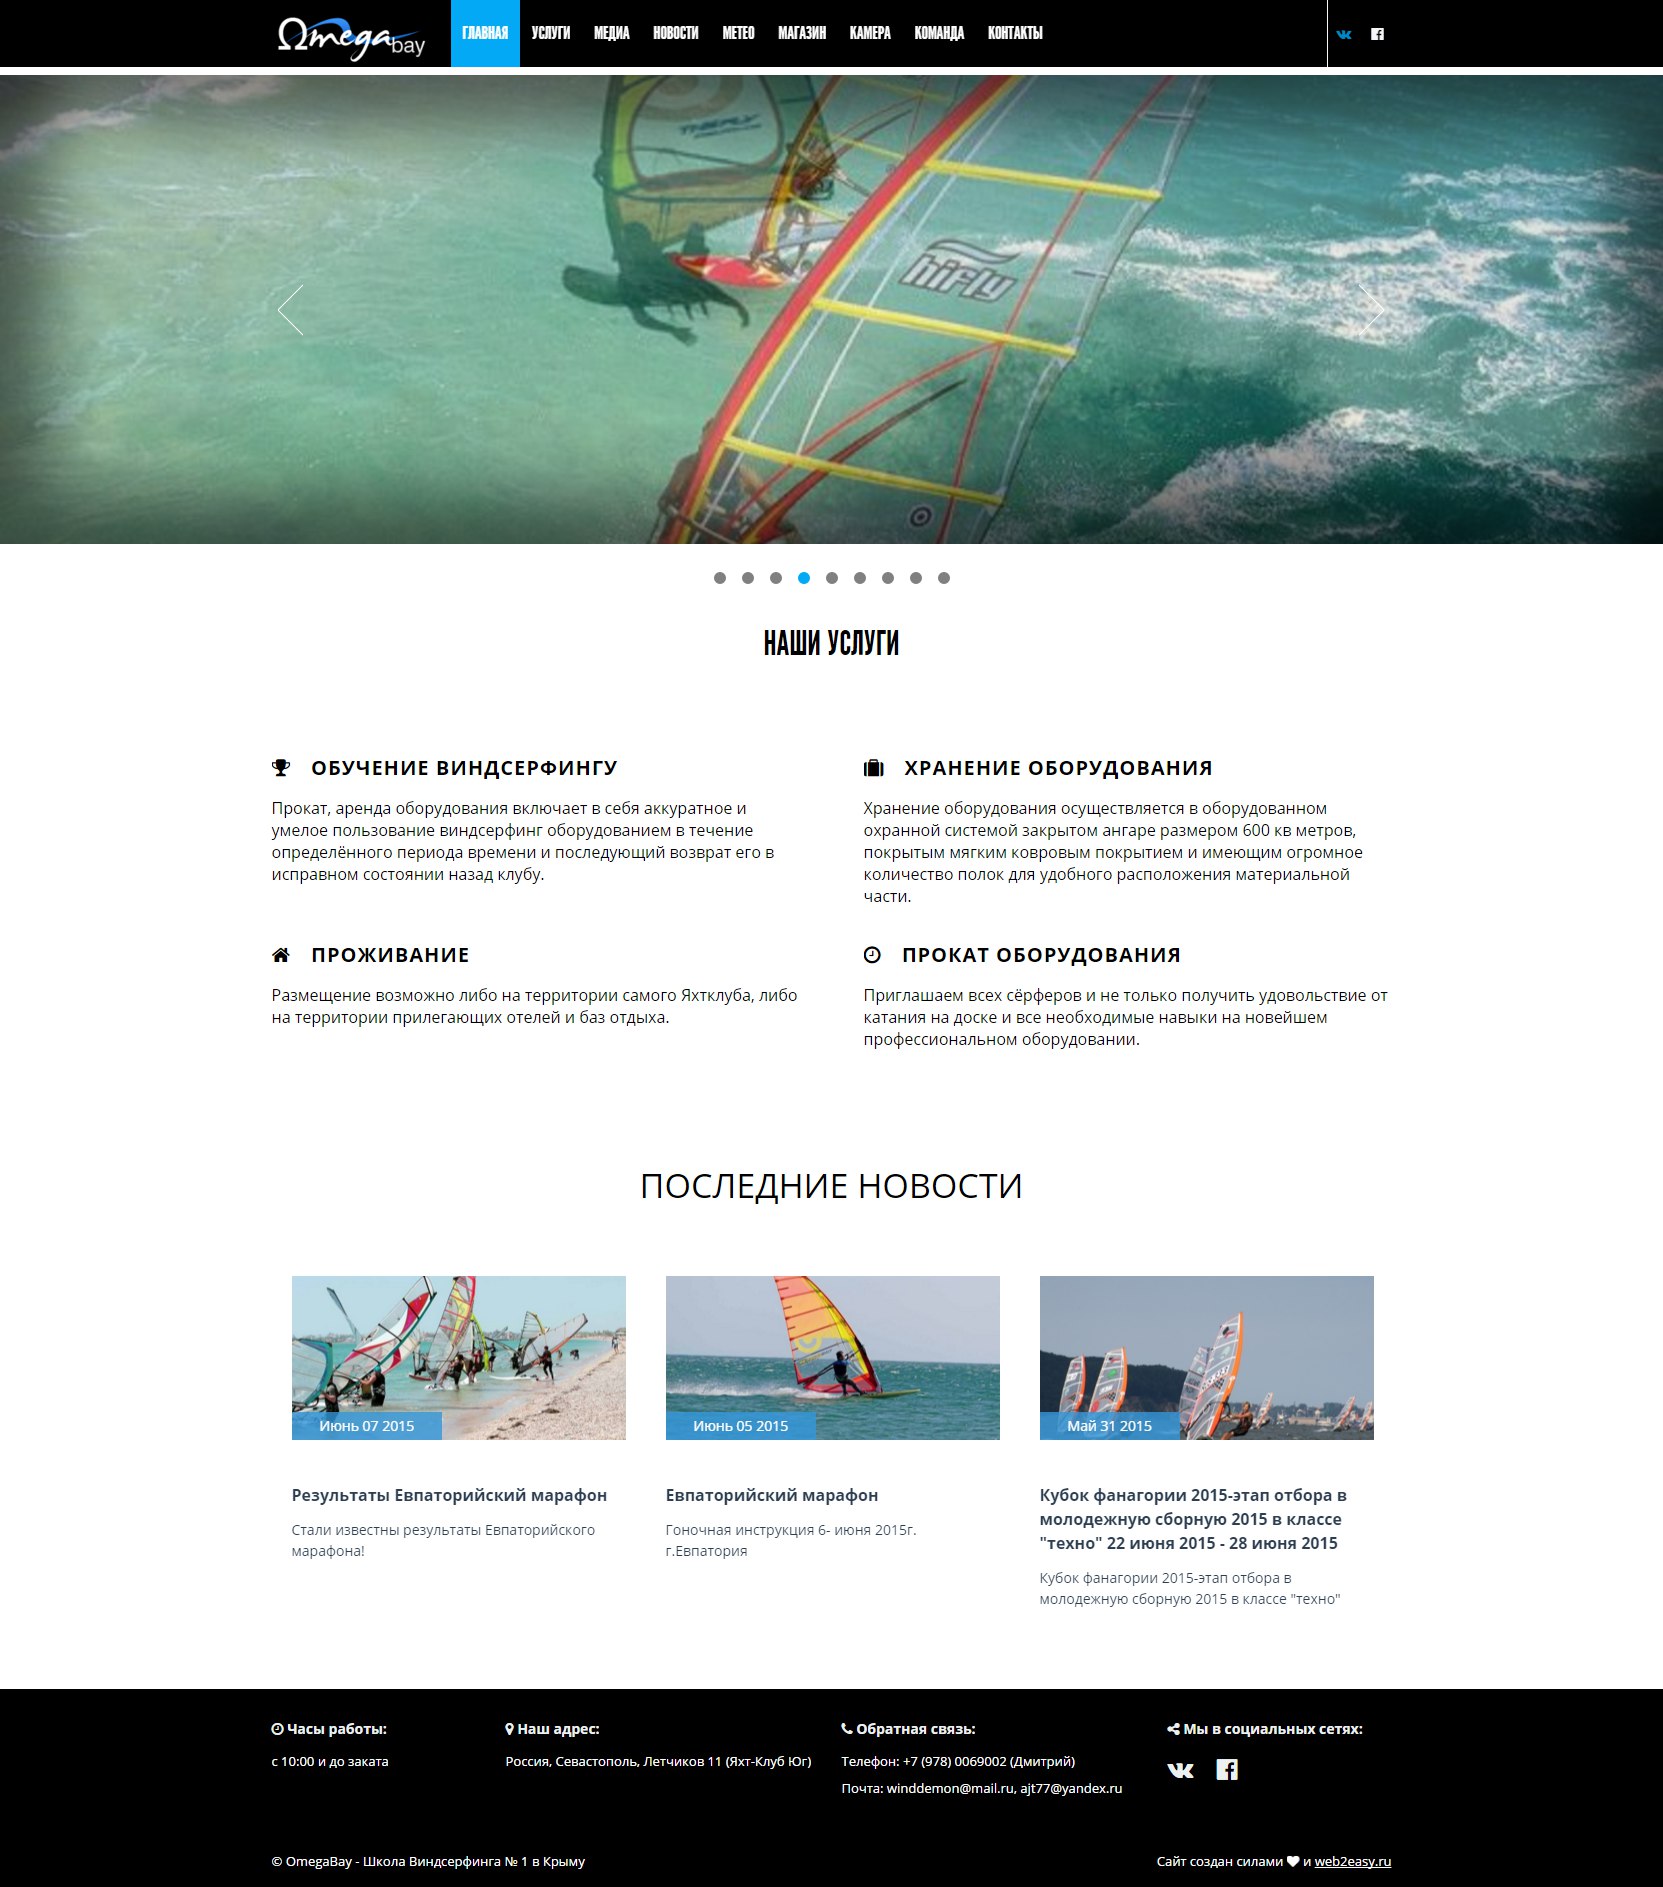 Ωmega bay
ГЛАВНАЯ УСЛУГИ МЕДИА НОВОСТИ МЕТЕО МАГАЗИН КАМЕРА КОМАНДА КОНТАКТЫ
hifly
НАШИ УСЛУГИ
ОБУЧЕНИЕ ВИНДСЕРФИНГУ
Прокат, аренда оборудования включает в себя аккуратное и
умелое пользование виндсерфинг оборудованием в течение
определённого периода времени и последующий возврат его в
исправном состоянии назад клубу.
ХРАНЕНИЕ ОБОРУДОВАНИЯ
Хранение оборудования осуществляется в оборудованном
охранной системой закрытом ангаре размером 600 кв метров,
покрытым мягким ковровым покрытием и имеющим огромное
количество полок для удобного расположения материальной
части.
ПРОЖИВАНИЕ
Размещение возможно либо на территории самого Яхтклуба, либо
на территории прилегающих отелей и баз отдыха.
ПРОКАТ ОБОРУДОВАНИЯ
Приглашаем всех сёрферов и не только получить удовольствие от
катания на доске и все необходимые навыки на новейшем
профессиональном оборудовании.
ПОСЛЕДНИЕ НОВОСТИ
Июнь 07 2015
Результаты Евпаторийский марафон
Стали известны результаты Евпаторийского
марафона!
Июнь 05 2015
Евпаторийский марафон
Гоночная инструкция 6- июня 2015г.
г.Евпатория
Май 31 2015
Кубок фанагории 2015-этап отбора в
молодежную сборную 2015 в классе
"техно" 22 июня 2015 - 28 июня 2015
Кубок фанагории 2015-этап отбора в
молодежную сборную 2015 в классе "техно"
Часы работы:
с 10:00 и до заката
Наш адрес:
Россия, Севастополь, Летчиков 11 (Яхт-Клуб Юг)
Обратная связь:
Телефон: +7 (978) 0069002 (Дмитрий)
Почта: winddemon@mail.ru, ajt77@yandex.ru
Мы в социальных сетях:
© OmegaBay - Школа Виндсерфинга № 1 в Крыму
Сайт создан силами и web2easy.ru